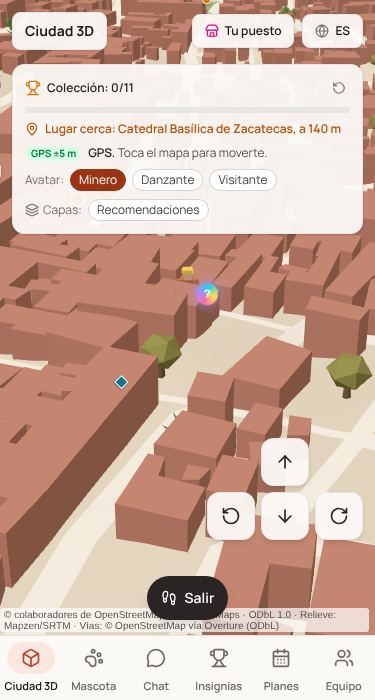 Ciudad 3D
Tu puesto
ES
Colección: 0/11
Lugar cerca: Catedral Basílica de Zacatecas, a 140 m
GPS ±5 m GPS. Toca el mapa para moverte.
Avatar: Minero Danzante Visitante
Capas: Recomendaciones
?
Salir
© colaboradores de OpenStreetMap Maps · ODbL 1.0 · Relieve:
Mapzen/SRTM · Vías: © OpenStreetMap vía Overture (ODbL)
Ciudad 3D Mascota Chat Insignias Planes Equipo